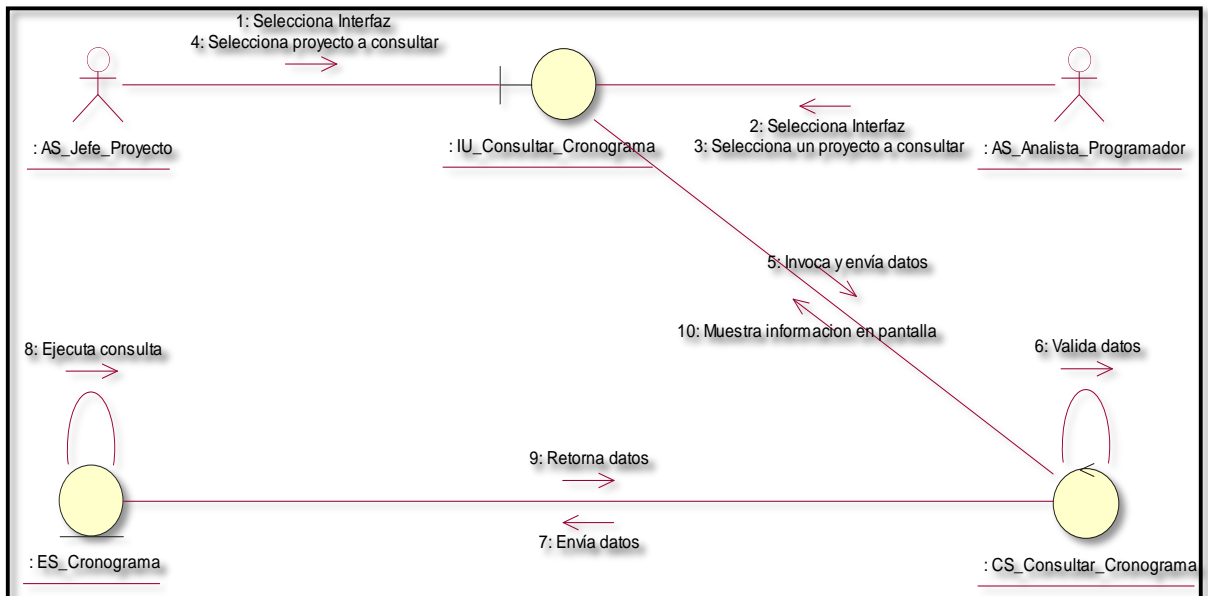 1: Selecciona Interfaz
4: Selecciona proyecto a consultar
: AS_Jefe_Proyecto
: IU_Consultar_Cronograma
2: Selecciona Interfaz
3: Selecciona un proyecto a consultar
: AS_Analista_Programador
5: Invoca y envía datos
10: Muestra informacion en pantalla
8: Ejecuta consulta
6: Valida datos
9: Retorna datos
7: Envía datos
: ES_Cronograma
: CS_Consultar_Cronograma